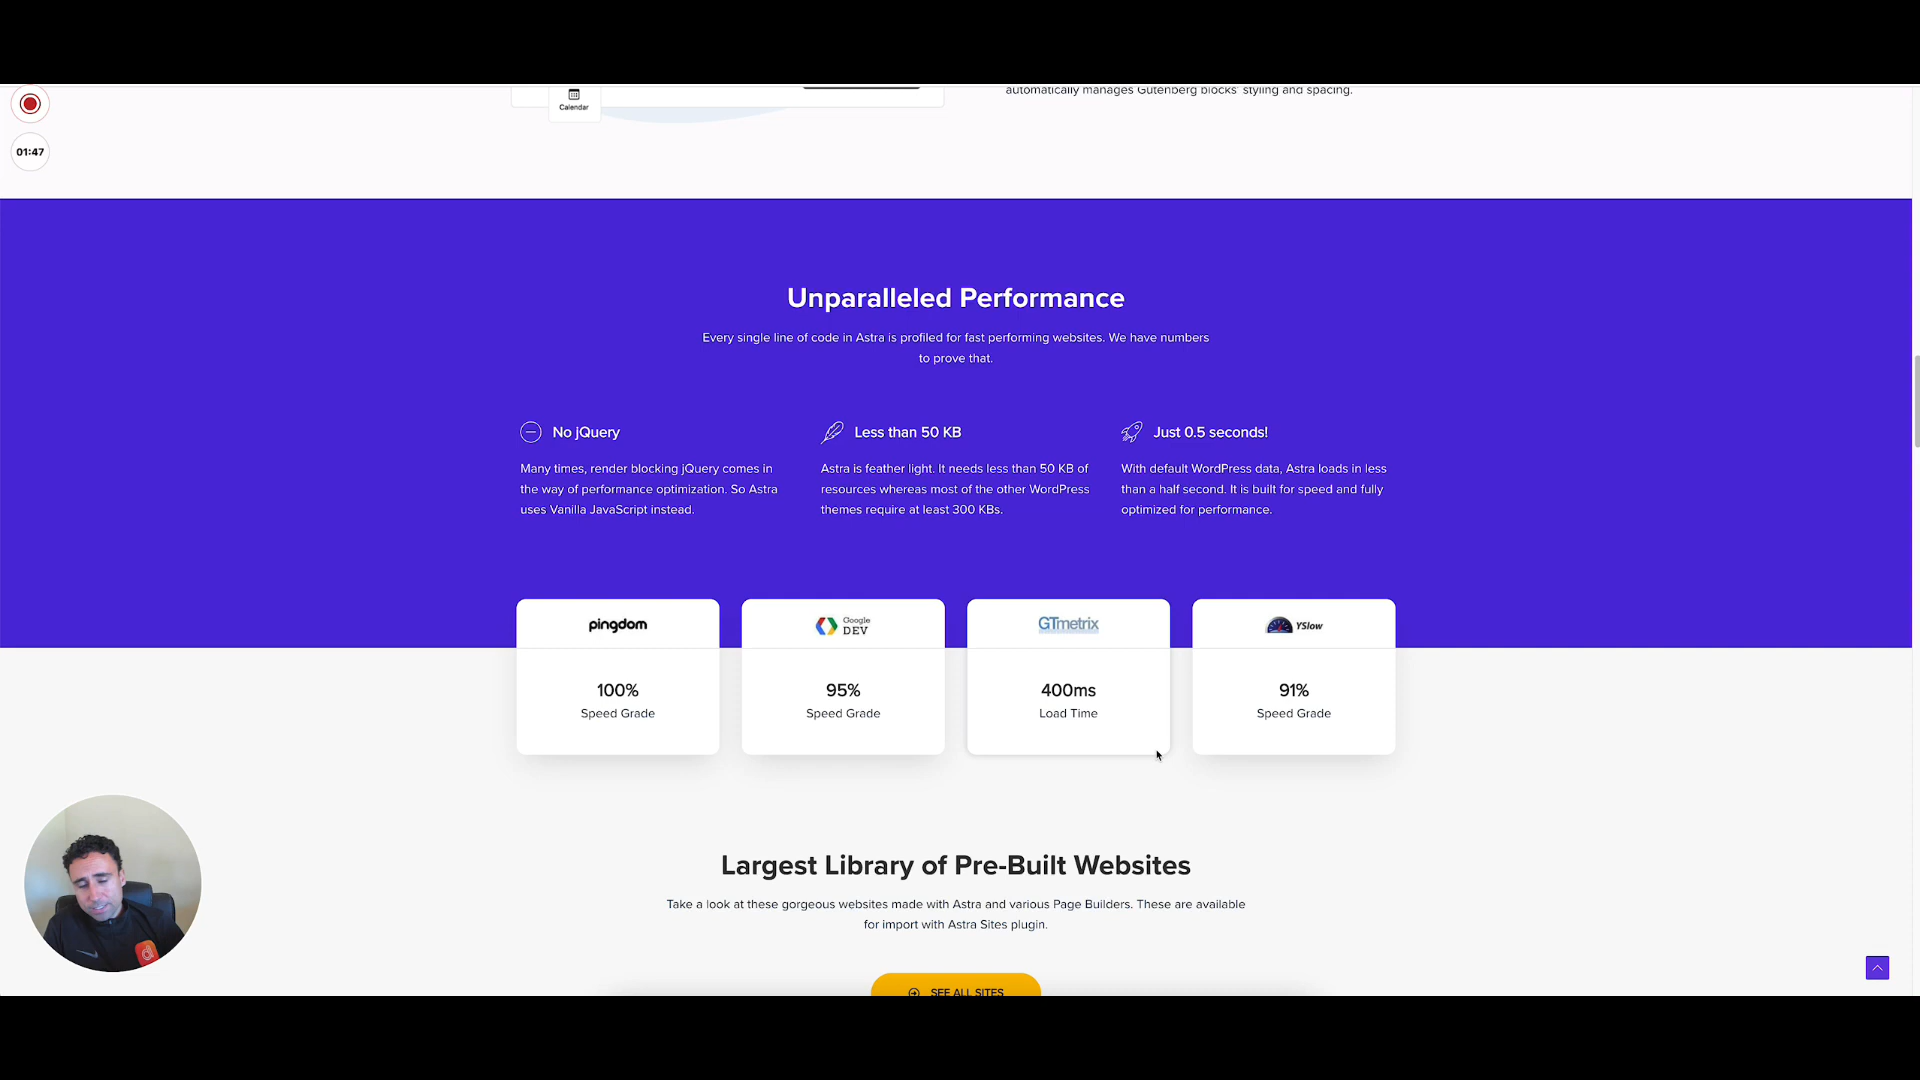 Calendar
automatically manages Gutenberg blocks' styling and spacing.
01:47
Unparalleled Performance
Every single line of code in Astra is profiled for fast performing websites. We have numbers
to prove that.
No jQuery
Many times, render blocking jQuery comes in
the way of performance optimization. So Astra
uses Vanilla JavaScript instead.
Less than 50 KB
Astra is feather light. It needs less than 50 KB of
resources whereas most of the other WordPress
themes require at least 300 KBs.
Just 0.5 seconds!
With default WordPress data, Astra loads in less
than a half second. It is built for speed and fully
optimized for performance.
pingdom
100%
Speed Grade
Google
DEV
95%
Speed Grade
GTmetrix
400ms
Load Time
YSlow
91%
Speed Grade
Largest Library of Pre-Built Websites
Take a look at these gorgeous websites made with Astra and various Page Builders. These are available
for import with Astra Sites plugin.
SEE ALL SITES